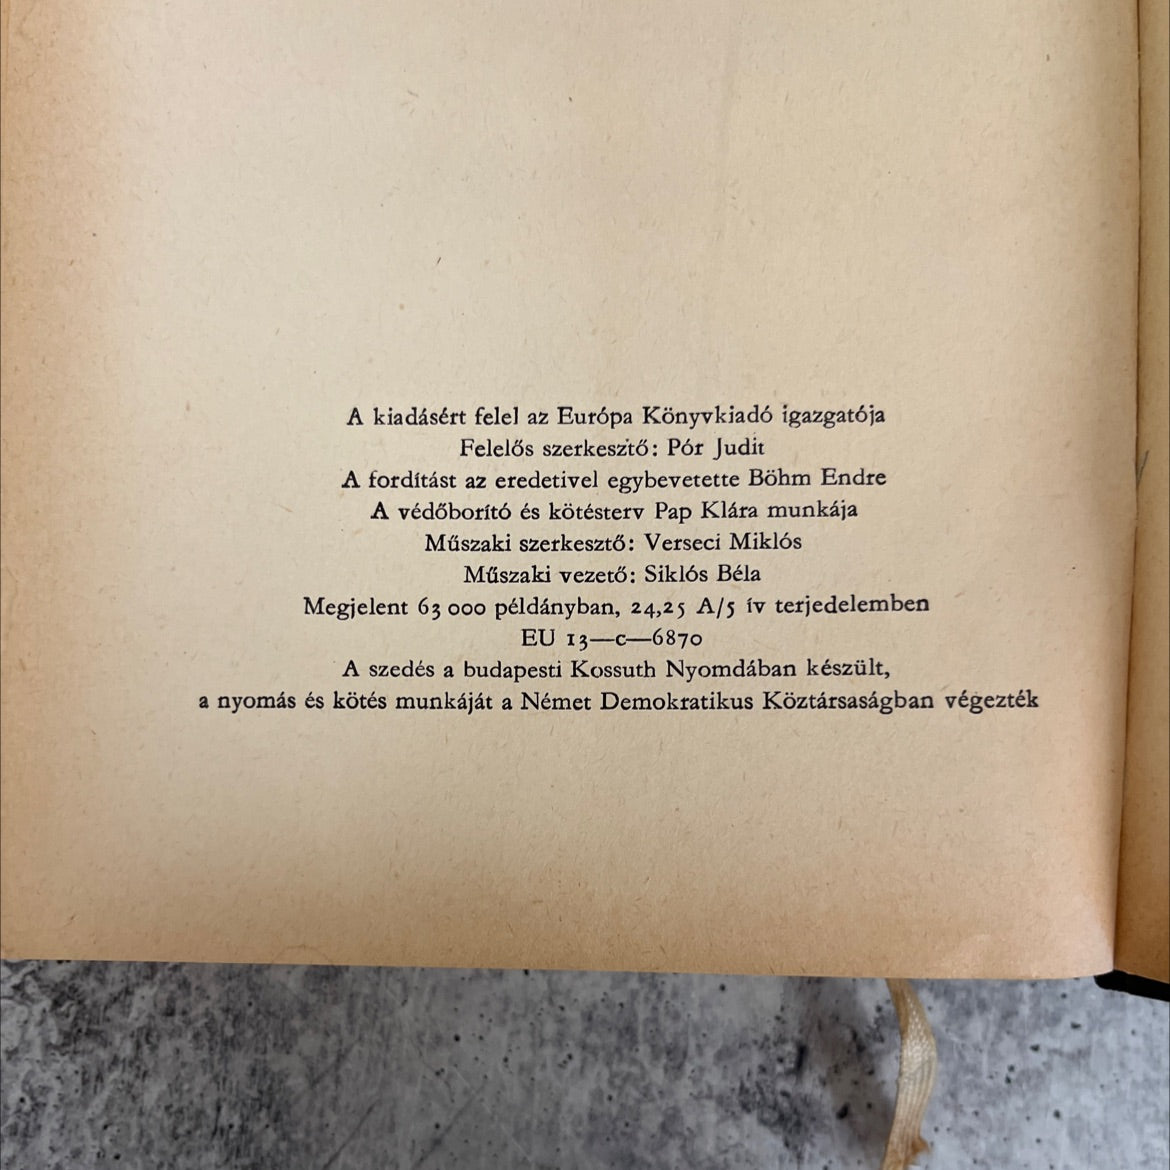 A kiadásért felel az Európa Könyvkiadó igazgatója
Felelős szerkesztő: Pór Judit
A fordítást az eredetivel egybevetette Böhm Endre
A védőborító és kötésterv Pap Klára munkája
Műszaki szerkesztő: Verseci Miklós
Műszaki vezető: Siklós Béla
Megjelent 63 000 példányban, 24,25 A/5 ív terjedelemben
EU 13—c—6870
A szedés a budapesti Kossuth Nyomdában készült,
a nyomás és kötés munkáját a Német Demokratikus Köztársaságban végezték